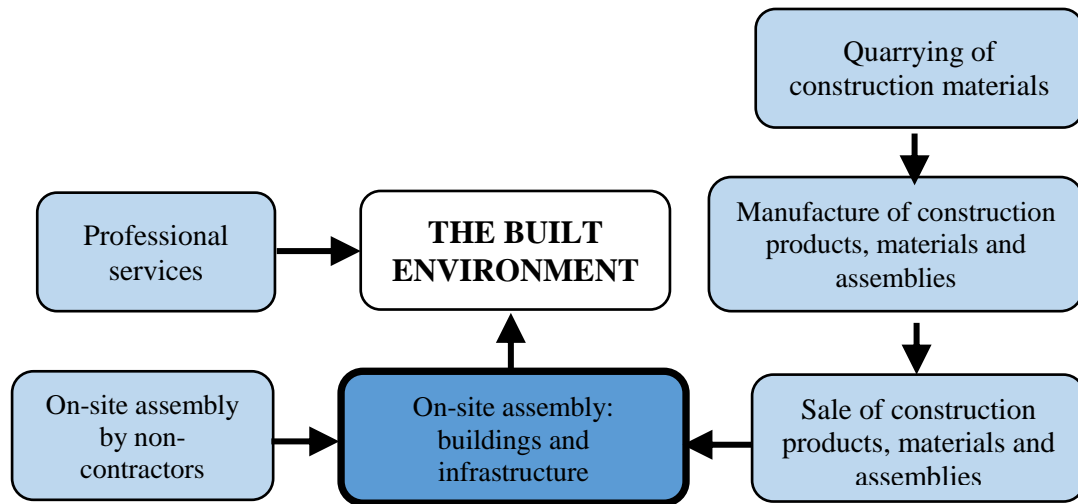 Quarrying of
construction materials
Professional
services
THE BUILT
ENVIRONMENT
Manufacture of construction
products, materials and
assemblies
On-site assembly
by non-
contractors
On-site assembly:
buildings and
infrastructure
Sale of construction
products, materials and
assemblies